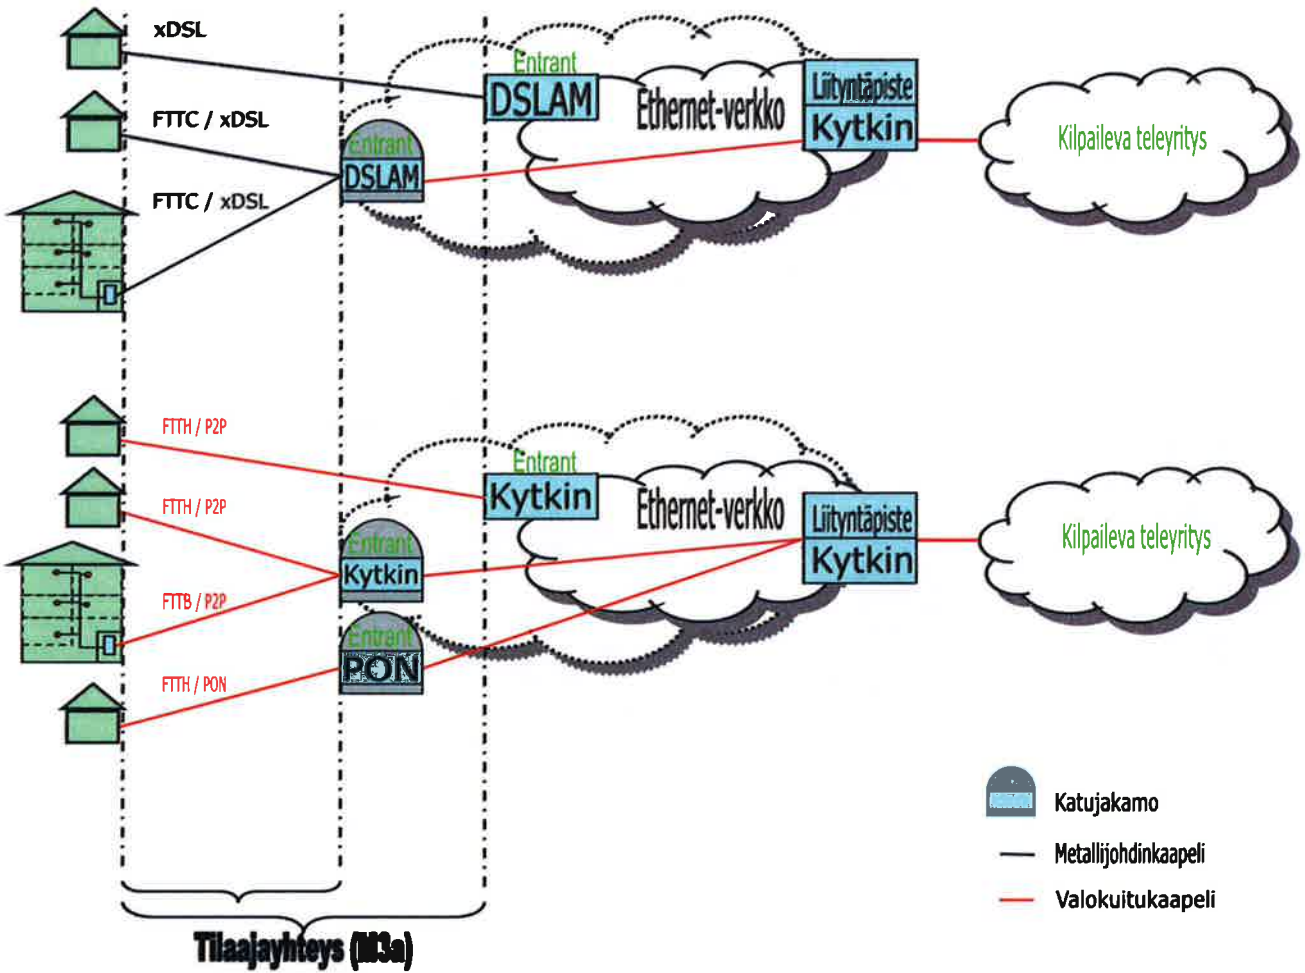 xDSL
Entrant
DSLAM
Ethernet-verkko
Liityntäpiste
Kytkin
Kilpaileva teleyritys
FTTC / xDSL
Entrant
DSLAM
FTTC / xDSL
FTTH / P2P
Entrant
Kytkin
Ethernet-verkko
Liityntäpiste
Kytkin
Kilpaileva teleyritys
FTTH / P2P
Entrant
Kytkin
FTTB / P2P
Entrant
PON
FTTH / PON
Katujakamo
Metallijohdinkaapeli
Valokuitukaapeli
Tilaajayhteys (M3a)